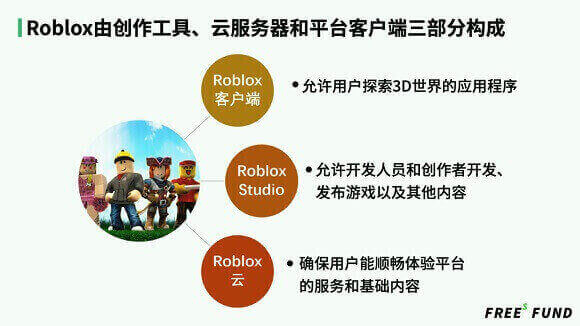 Roblox由创作工具、云服务器和平台客户端三部分构成
Roblox
客户端
● 允许用户探索3D世界的应用程序
Roblox
Studio
● 允许开发人员和创作者开发、
发布游戏以及其他内容
Roblox
云
● 确保用户能顺畅体验平台
的服务和基础内容
FREES FUND